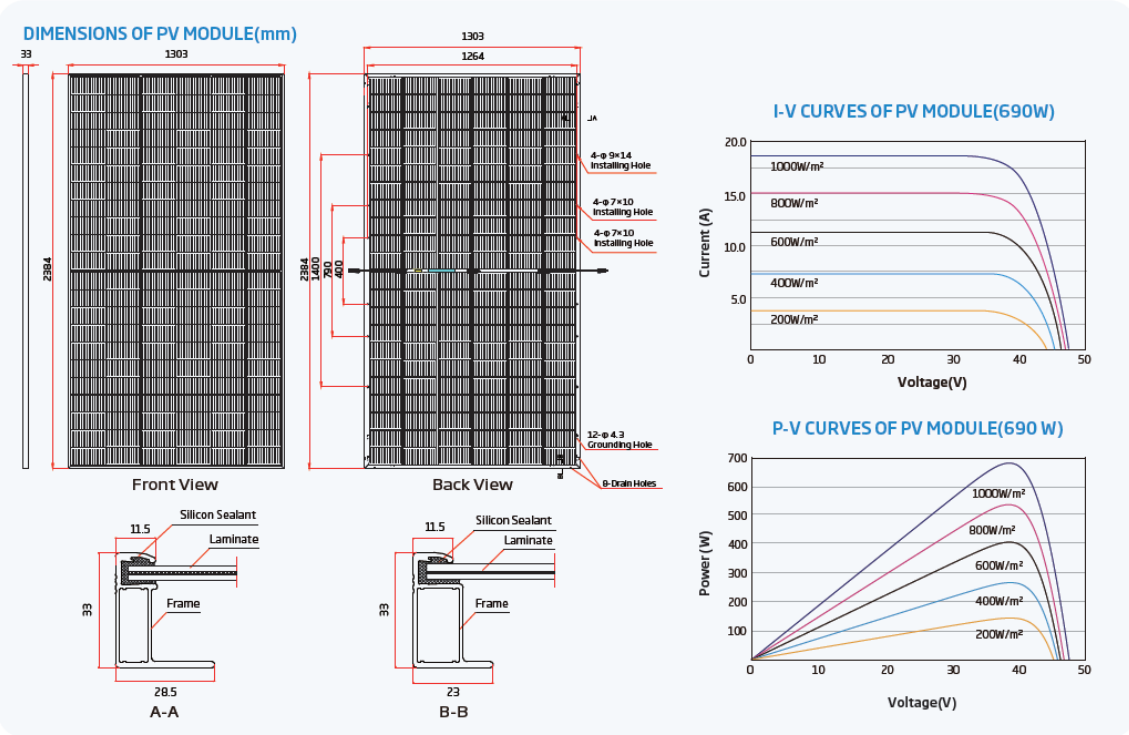 DIMENSIONS OF PV MODULE(mm)
33
1303
2384
Front View
1303
1264
2384
1400
790
400
4-φ 9×14
Installing Hole
4-φ 7×10
Installing Hole
4-φ 7×10
Installing Hole
12-φ 4.3
Grounding Hole
8-Drain Holes
Back View
11.5
Silicon Sealant
Laminate
Frame
33
28.5
A-A
11.5
Silicon Sealant
Laminate
Frame
33
23
B-B
I-V CURVES OF PV MODULE(690W)
Current (A)
20.0
15.0
10.0
5.0
1000W/m²
800W/m²
600W/m²
400W/m²
200W/m²
0 10 20 30 40 50
Voltage(V)
P-V CURVES OF PV MODULE(690 W)
Power (W)
700
600
500
400
300
200
100
1000W/m²
800W/m²
600W/m²
400W/m²
200W/m²
0 10 20 30 40 50
Voltage(V)